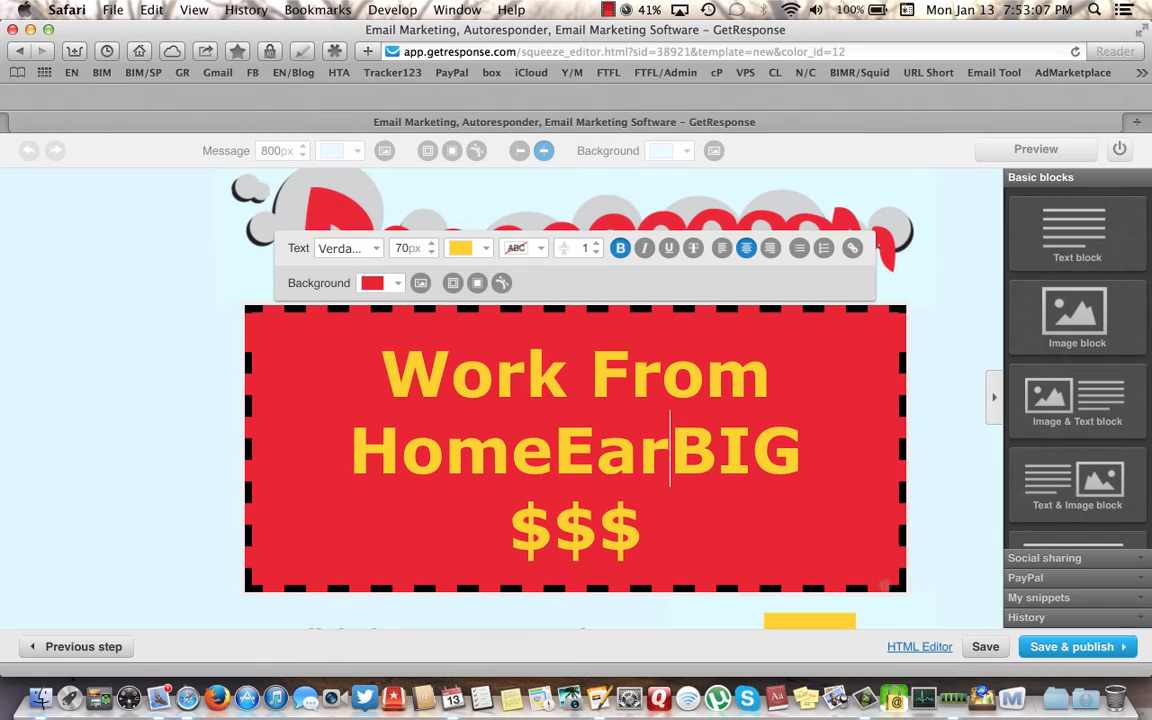 Safari File Edit View History Bookmarks Develop Window Help 41% 100% Mon Jan 13 7:53:07 PM
Email Marketing, Autoresponder, Email Marketing Software – GetResponse
app.getresponse.com/squeeze_editor.html?sid=38921&template=new&color_id=12 Reader
EN BIM BIM/SP GR Gmail FB EN/Blog HTA Tracker123 PayPal box iCloud Y/M FTFL FTFL/Admin cP VPS CL N/C BIMR/Squid URL Short Email Tool AdMarketplace
Email Marketing, Autoresponder, Email Marketing Software – GetResponse
Message 800px Background Preview
Basic blocks
Text Verda... 70px ABC 1 B I U T
Background
Text block
Work From
HomeEarBIG
$$$
Image block
Image & Text block
Text & Image block
Social sharing
PayPal
My snippets
History
Previous step HTML Editor Save Save & publish